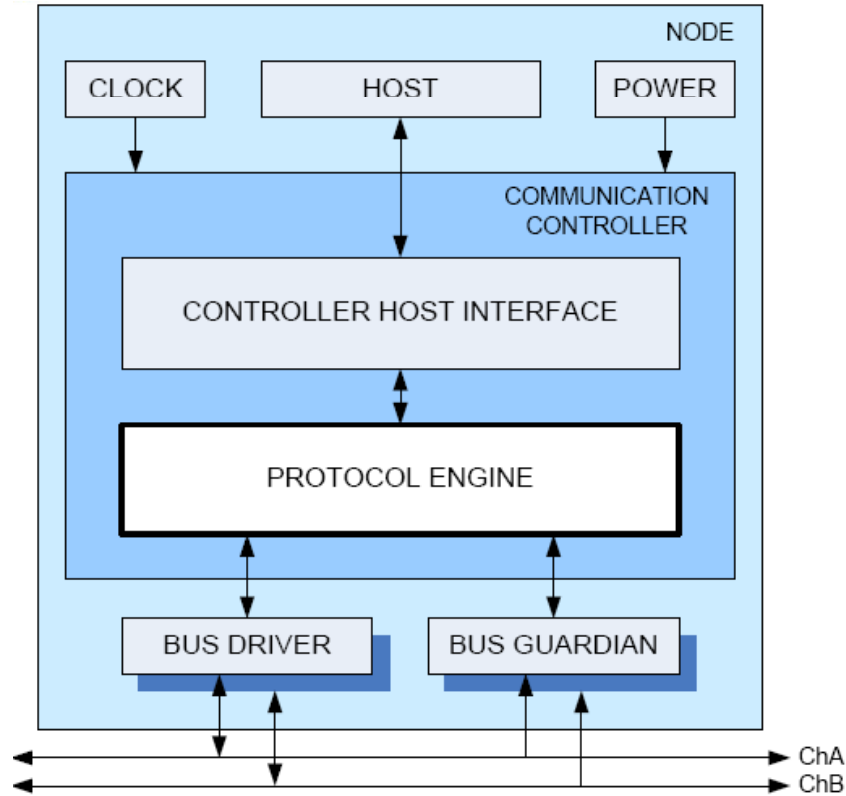 NODE
CLOCK
HOST
POWER
COMMUNICATION
CONTROLLER
CONTROLLER HOST INTERFACE
PROTOCOL ENGINE
BUS DRIVER
BUS GUARDIAN
ChA
ChB